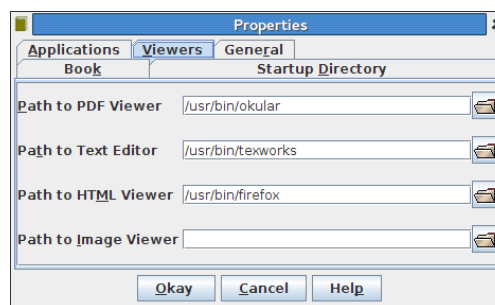 Properties
Applications Viewers General
Book Startup Directory
Path to PDF Viewer /usr/bin/okular
Path to Text Editor /usr/bin/texworks
Path to HTML Viewer /usr/bin/firefox
Path to Image Viewer
Okay Cancel Help